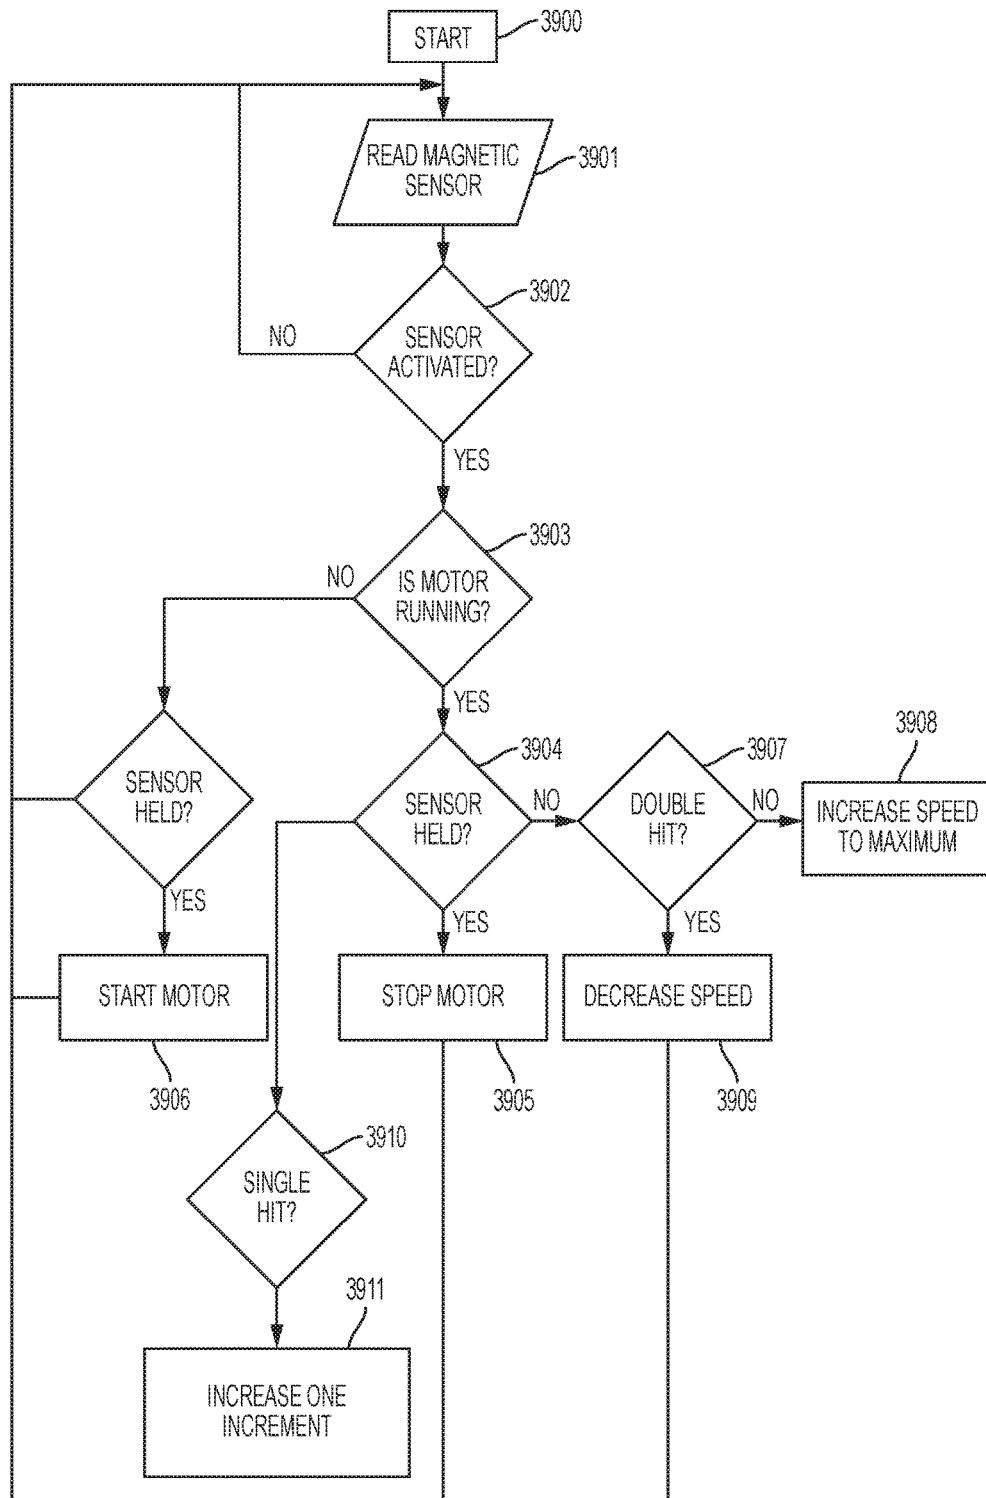 START
3900
READ MAGNETIC
SENSOR
3901
3902
SENSOR
ACTIVATED?
NO
YES
3903
IS MOTOR
RUNNING?
NO
YES
SENSOR
HELD?
YES
3904
SENSOR
HELD?
NO
YES
3907
DOUBLE
HIT?
NO
YES
3908
INCREASE SPEED
TO MAXIMUM
START MOTOR
3906
STOP MOTOR
3905
DECREASE SPEED
3909
3910
SINGLE
HIT?
3911
INCREASE ONE
INCREMENT